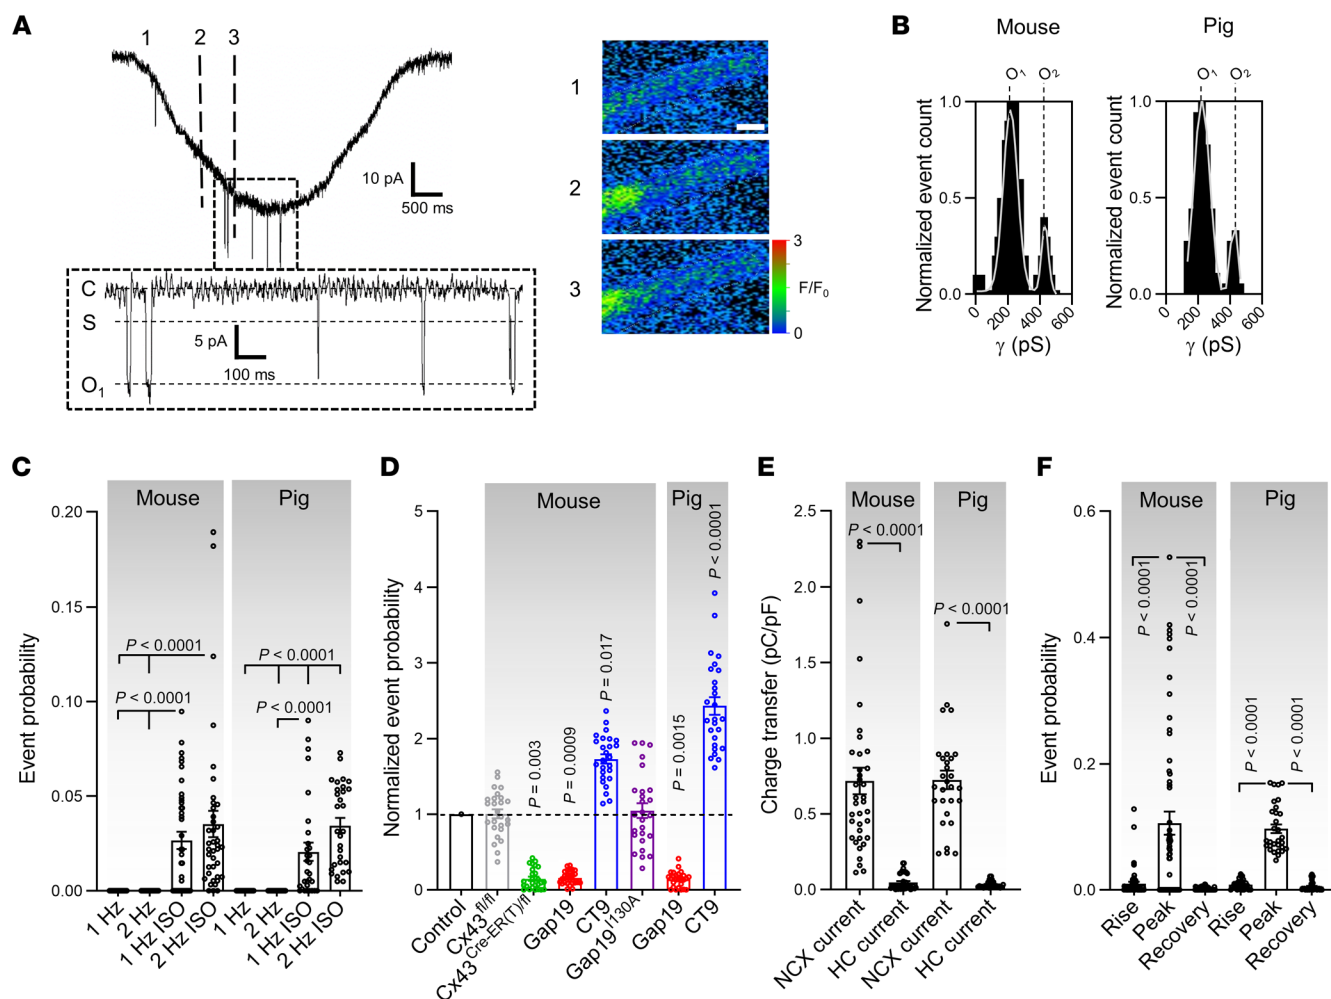 A
1
2
3
10 pA
500 ms
C
S
O1
5 pA
100 ms
1
2
3
3
F/F0
0
B
Mouse
Pig
O1
O2
O1
O2
Normalized event count
1.0
0.5
0.0
0
200
400
600
γ (pS)
Normalized event count
1.0
0.5
0.0
0
200
400
600
γ (pS)
C
Mouse
Pig
Event probability
0.20
0.15
0.10
0.05
0.00
P < 0.0001
P < 0.0001
P < 0.0001
P < 0.0001
1 Hz
2 Hz
1 Hz ISO
2 Hz ISO
1 Hz
2 Hz
1 Hz ISO
2 Hz ISO
D
Mouse
Pig
Normalized event probability
5
4
3
2
1
0
P = 0.003
P = 0.0009
P = 0.017
P = 0.0015
P < 0.0001
Control
Cx43fl/fl
Cx43Cre-ER(T)/fl
Gap19
CT9
Gap19I130A
Gap19
CT9
E
Mouse
Pig
Charge transfer (pC/pF)
2.5
2.0
1.5
1.0
0.5
0.0
P < 0.0001
P < 0.0001
NCX current
HC current
NCX current
HC current
F
Mouse
Pig
Event probability
0.6
0.4
0.2
0.0
P < 0.0001
P < 0.0001
P < 0.0001
P < 0.0001
Rise
Peak
Recovery
Rise
Peak
Recovery